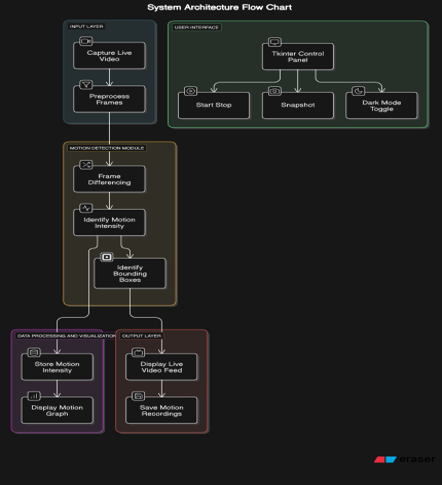 System Architecture Flow Chart
INPUT LAYER
Capture Live
Video
Preprocess
Frames
USER INTERFACE
Tkinter Control
Panel
Start Stop
Snapshot
Dark Mode
Toggle
MOTION DETECTION MODULE
Frame
Differencing
Identify Motion
Intensity
Identify
Bounding
Boxes
DATA PROCESSING AND VISUALIZATION
Store Motion
Intensity
Display Motion
Graph
OUTPUT LAYER
Display Live
Video Feed
Save Motion
Recordings
eraser